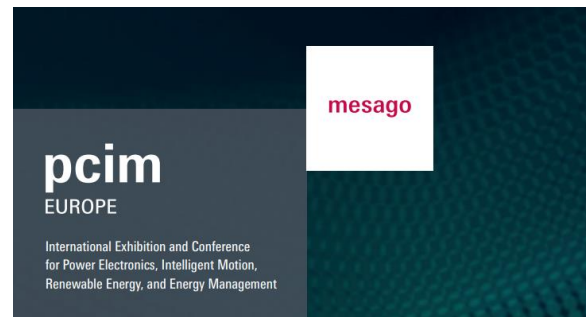 mesago
pcim
EUROPE
International Exhibition and Conference
for Power Electronics, Intelligent Motion,
Renewable Energy, and Energy Management